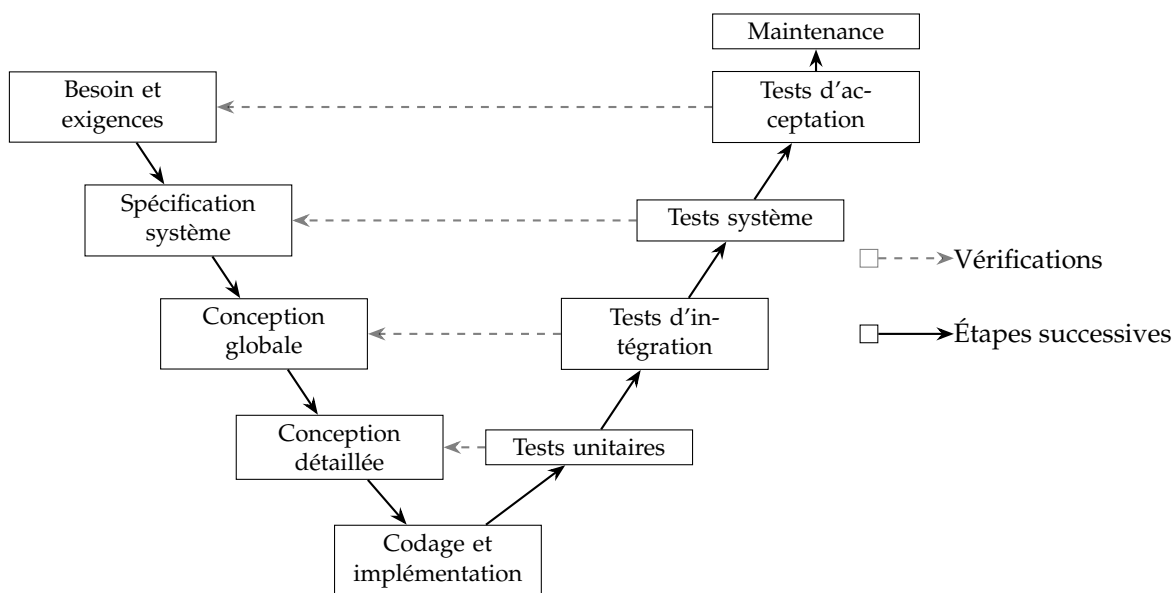 Maintenance
Besoin et
exigences
Tests d'ac-
ceptation
Spécification
système
Tests système
Vérifications
Conception
globale
Tests d'in-
tégration
Étapes successives
Conception
détaillée
Tests unitaires
Codage et
implémentation